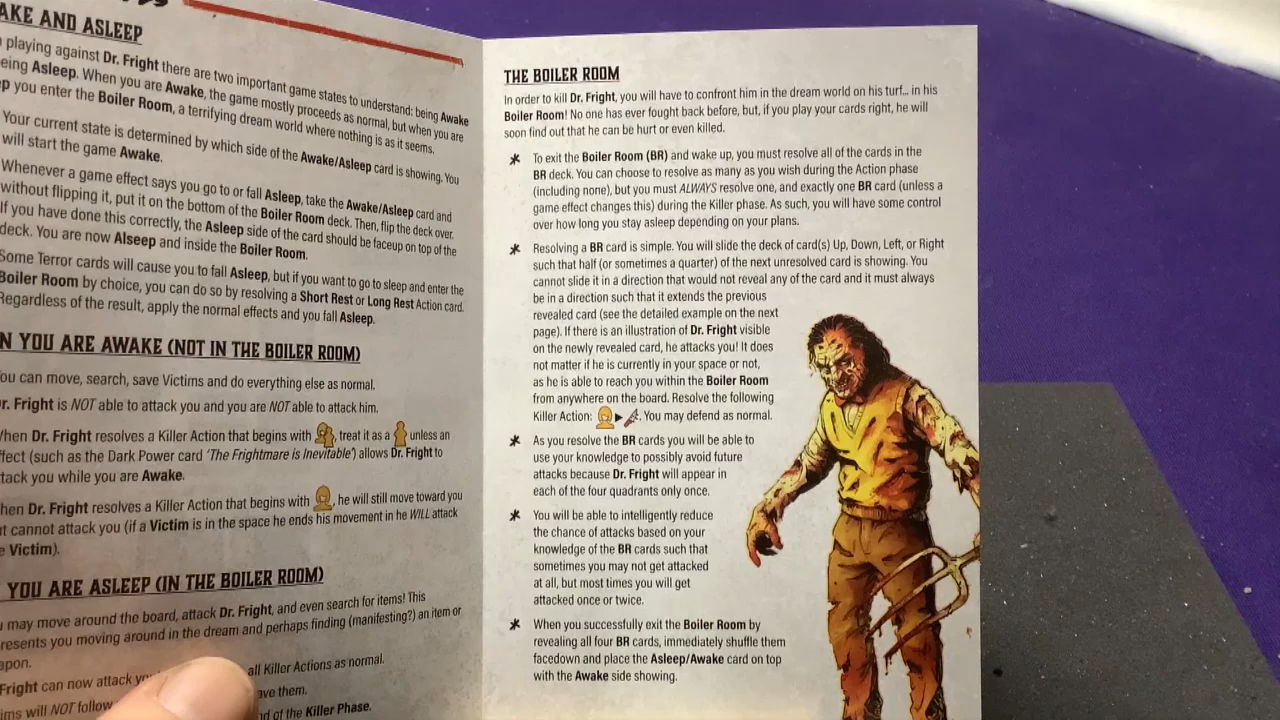 AKE AND ASLEEP
playing against Dr. Fright there are two important game states to understand: being Awake
eing Asleep. When you are Awake, the game mostly proceeds as normal, but when you are
ep you enter the Boiler Room, a terrifying dream world where nothing is as it seems.
Your current state is determined by which side of the Awake/Asleep card is showing. You
will start the game Awake.
Whenever a game effect says you go to or fall Asleep, take the Awake/Asleep card and
without flipping it, put it on the bottom of the Boiler Room deck. Then, flip the deck over.
If you have done this correctly, the Asleep side of the card should be faceup on top of the
deck. You are now Alseep and inside the Boiler Room.
Some Terror cards will cause you to fall Asleep, but if you want to go to sleep and enter the
Boiler Room by choice, you can do so by resolving a Short Rest or Long Rest Action card.
Regardless of the result, apply the normal effects and you fall Asleep.
N YOU ARE AWAKE (NOT IN THE BOILER ROOM)
ou can move, search, save Victims and do everything else as normal.
r. Fright is NOT able to attack you and you are NOT able to attack him.
hen Dr. Fright resolves a Killer Action that begins with , treat it as a unless an
ffect (such as the Dark Power card 'The Frightmare is Inevitable') allows Dr. Fright to
tack you while you are Awake.
hen Dr. Fright resolves a Killer Action that begins with , he will still move toward you
t cannot attack you (if a Victim is in the space he ends his movement in he WILL attack
e Victim).
YOU ARE ASLEEP (IN THE BOILER ROOM)
may move around the board, attack Dr. Fright, and even search for items! This
resents you moving around in the dream and perhaps finding (manifesting?) an item or
apon.
Fright can now attack all Killer Actions as normal.
ims will NOT follow ave them.
d of the Killer Phase.
THE BOILER ROOM
In order to kill Dr. Fright, you will have to confront him in the dream world on his turf... in his
Boiler Room! No one has ever fought back before, but, if you play your cards right, he will
soon find out that he can be hurt or even killed.
* To exit the Boiler Room (BR) and wake up, you must resolve all of the cards in the
BR deck. You can choose to resolve as many as you wish during the Action phase
(including none), but you must ALWAYS resolve one, and exactly one BR card (unless a
game effect changes this) during the Killer phase. As such, you will have some control
over how long you stay asleep depending on your plans.
* Resolving a BR card is simple. You will slide the deck of card(s) Up, Down, Left, or Right
such that half (or sometimes a quarter) of the next unresolved card is showing. You
cannot slide it in a direction that would not reveal any of the card and it must always
be in a direction such that it extends the previous
revealed card (see the detailed example on the next
page). If there is an illustration of Dr. Fright visible
on the newly revealed card, he attacks you! It does
not matter if he is currently in your space or not,
as he is able to reach you within the Boiler Room
from anywhere on the board. Resolve the following
Killer Action: . You may defend as normal.
* As you resolve the BR cards you will be able to
use your knowledge to possibly avoid future
attacks because Dr. Fright will appear in
each of the four quadrants only once.
* You will be able to intelligently reduce
the chance of attacks based on your
knowledge of the BR cards such that
sometimes you may not get attacked
at all, but most times you will get
attacked once or twice.
* When you successfully exit the Boiler Room by
revealing all four BR cards, immediately shuffle them
facedown and place the Asleep/Awake card on top
with the Awake side showing.